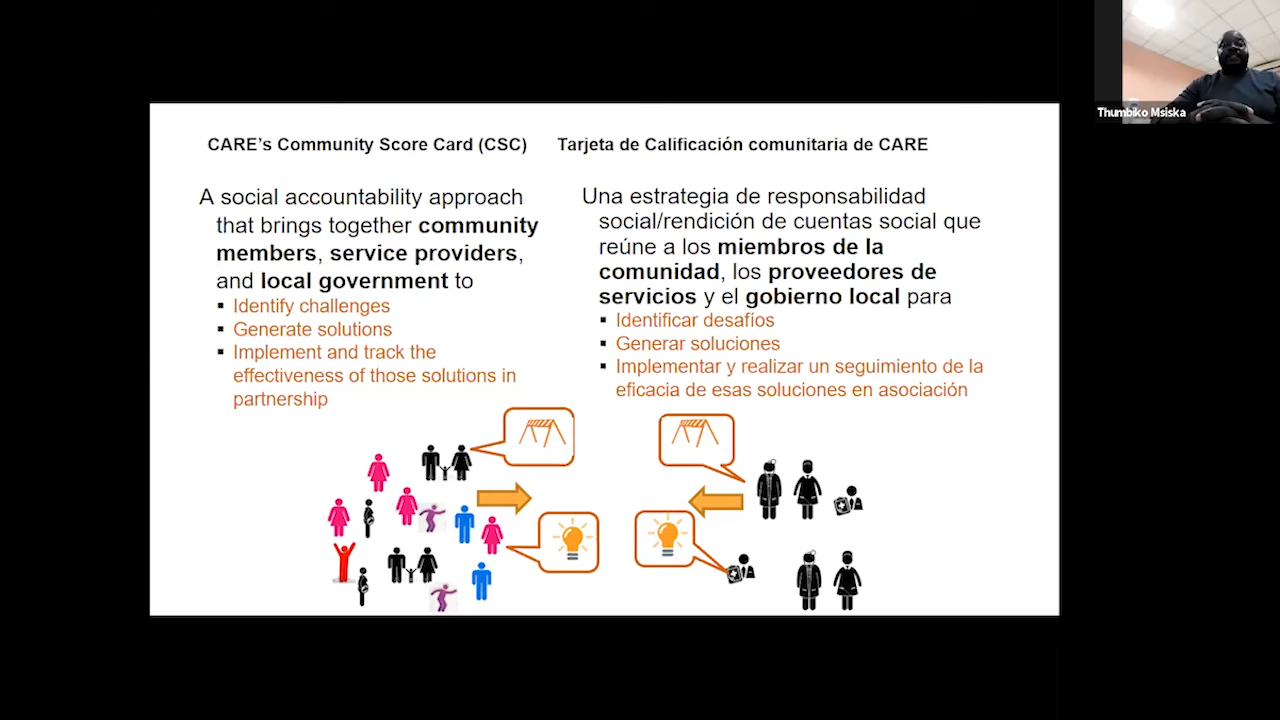 CARE's Community Score Card (CSC)
A social accountability approach
that brings together community
members, service providers,
and local government to
▪ Identify challenges
▪ Generate solutions
▪ Implement and track the
effectiveness of those solutions in
partnership
Tarjeta de Calificación comunitaria de CARE
Una estrategia de responsabilidad
social/rendición de cuentas social que
reúne a los miembros de la
comunidad, los proveedores de
servicios y el gobierno local para
▪ Identificar desafíos
▪ Generar soluciones
▪ Implementar y realizar un seguimiento de la
eficacia de esas soluciones en asociación
Thumbiko Msiska